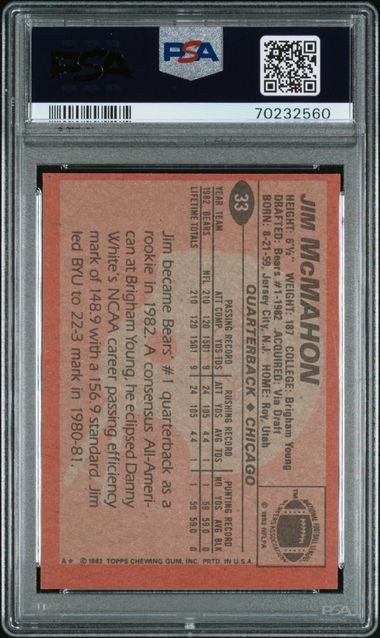 PSA
PSA
70232560
33
JIM McMAHON
QUARTERBACK ◆ CHICAGO
HEIGHT: 6'½" WEIGHT: 187 COLLEGE: Brigham Young
DRAFTED: Bears #1-1982 ACQUIRED: Via Draft
BORN: 8-21-59, Jersey City, N.J. HOME: Roy, Utah
© 1983 NFLPA
PASSING RECORD RUSHING RECORD PUNTING RECORD
YEAR TEAM ATT COMP YDS TDS ATT YDS AVG TDS NO YDS AVG BLK
1982 BEARS NFL 210 120 1501 9 24 105 4.4 1 1 59 59.0 0
LIFETIME TOTALS 210 120 1501 9 24 105 4.4 1 1 59 59.0 0
Jim became Bears' #1 quarterback as a
rookie in 1982. A consensus All-Ameri-
can at Brigham Young, he eclipsed Danny
White's NCAA career passing efficiency
mark of 148.9 with a 156.9 standard. Jim
led BYU to 22-3 mark in 1980-81.
A★ © 1983 TOPPS CHEWING GUM, INC. PRTD. IN U.S.A.
PSA